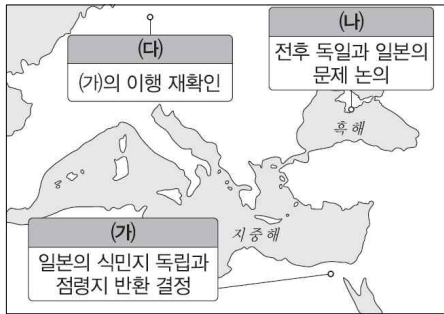 (다)
(가)의 이행 재확인
(나)
전후 독일과 일본의
문제 논의
흑해
(가)
일본의 식민지 독립과
점령지 반환 결정
지중해